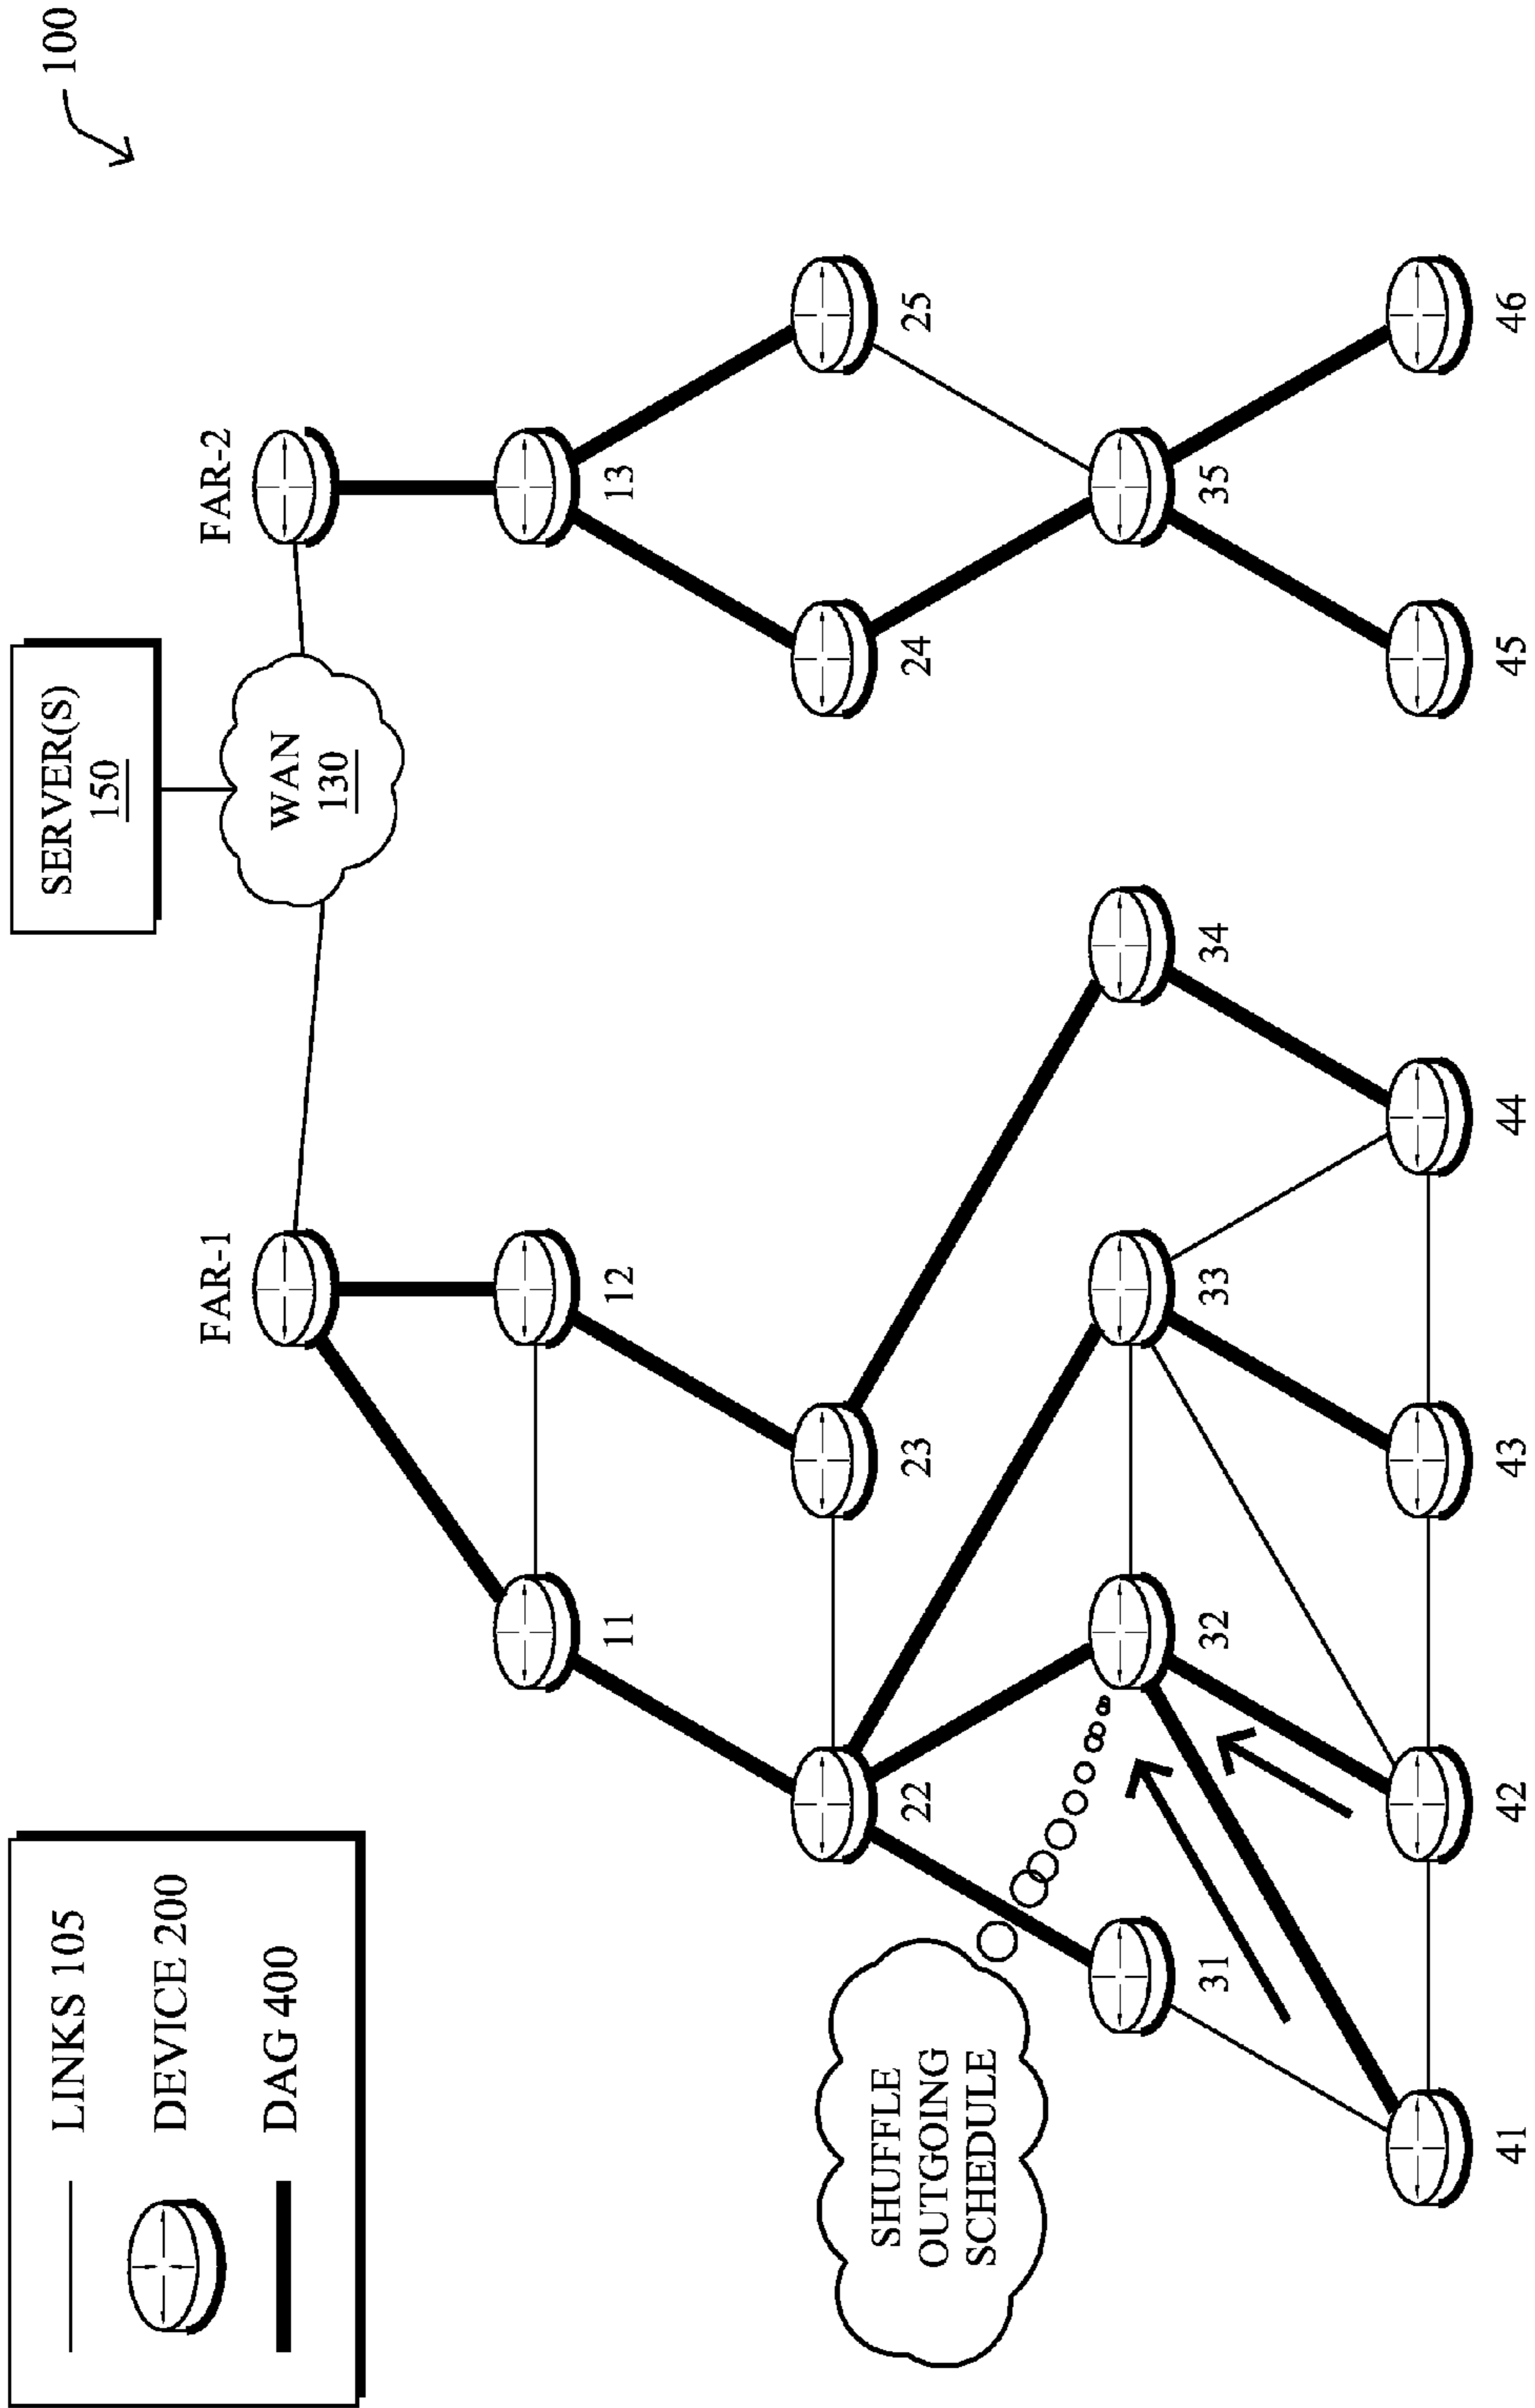 LINKS 105
DEVICE 200
DAG 400
100
SERVER(S)
150
WAN
130
FAR-1
FAR-2
11
12
13
22
23
24
25
SHUFFLE
OUTGOING
SCHEDULE
31
32
33
34
35
41
42
43
44
45
46